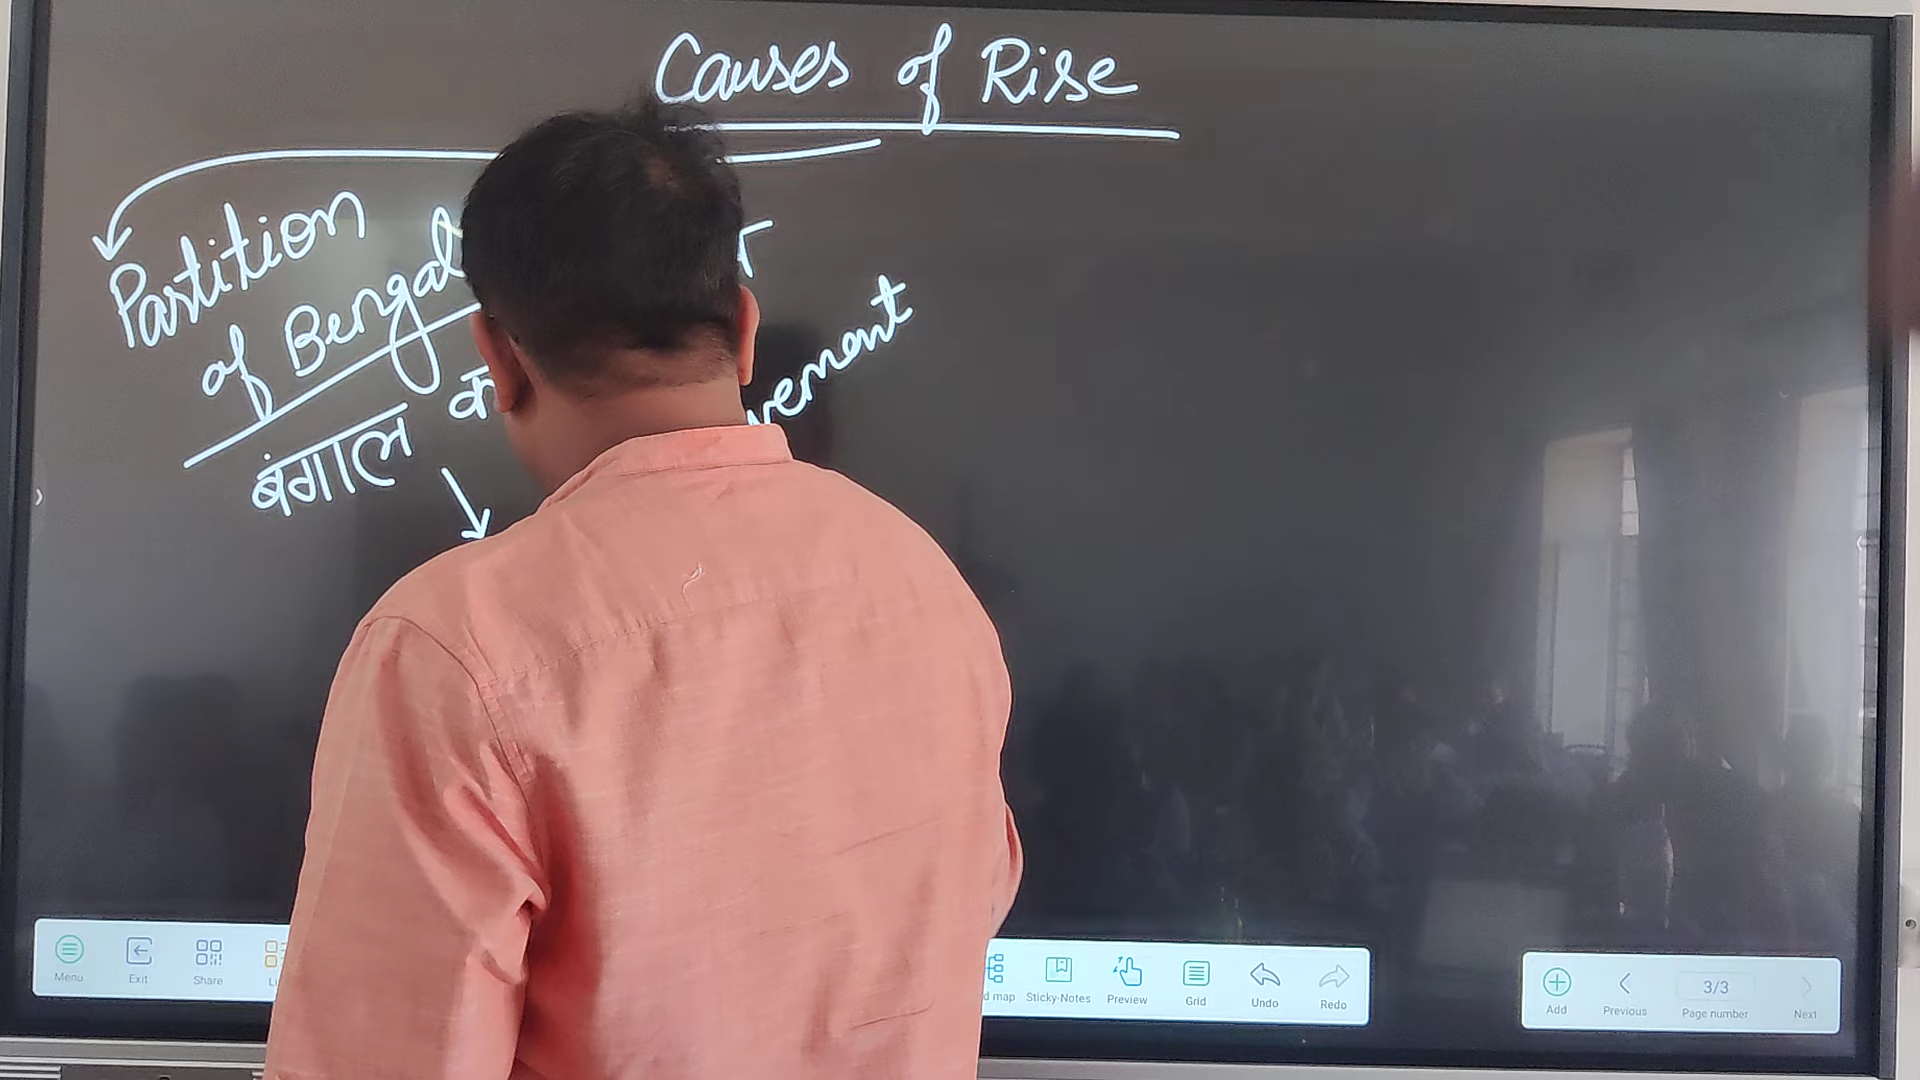 Causes of Rise
Partition
of Bengal
बंगाल
Menu
Exit
Share
Sticky-Notes
Preview
Grid
Undo
Redo
Add
Previous
3/3
Page number
Next